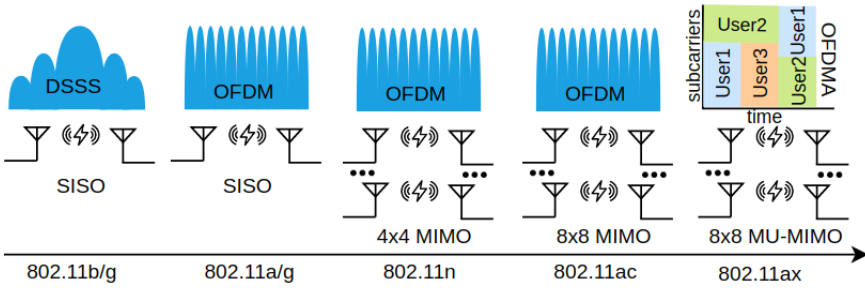 DSSS
SISO
802.11b/g
OFDM
SISO
802.11a/g
OFDM
4x4 MIMO
802.11n
OFDM
8x8 MIMO
802.11ac
subcarriers
User2
User1
User1
User3
User2
OFDMA
time
8x8 MU-MIMO
802.11ax